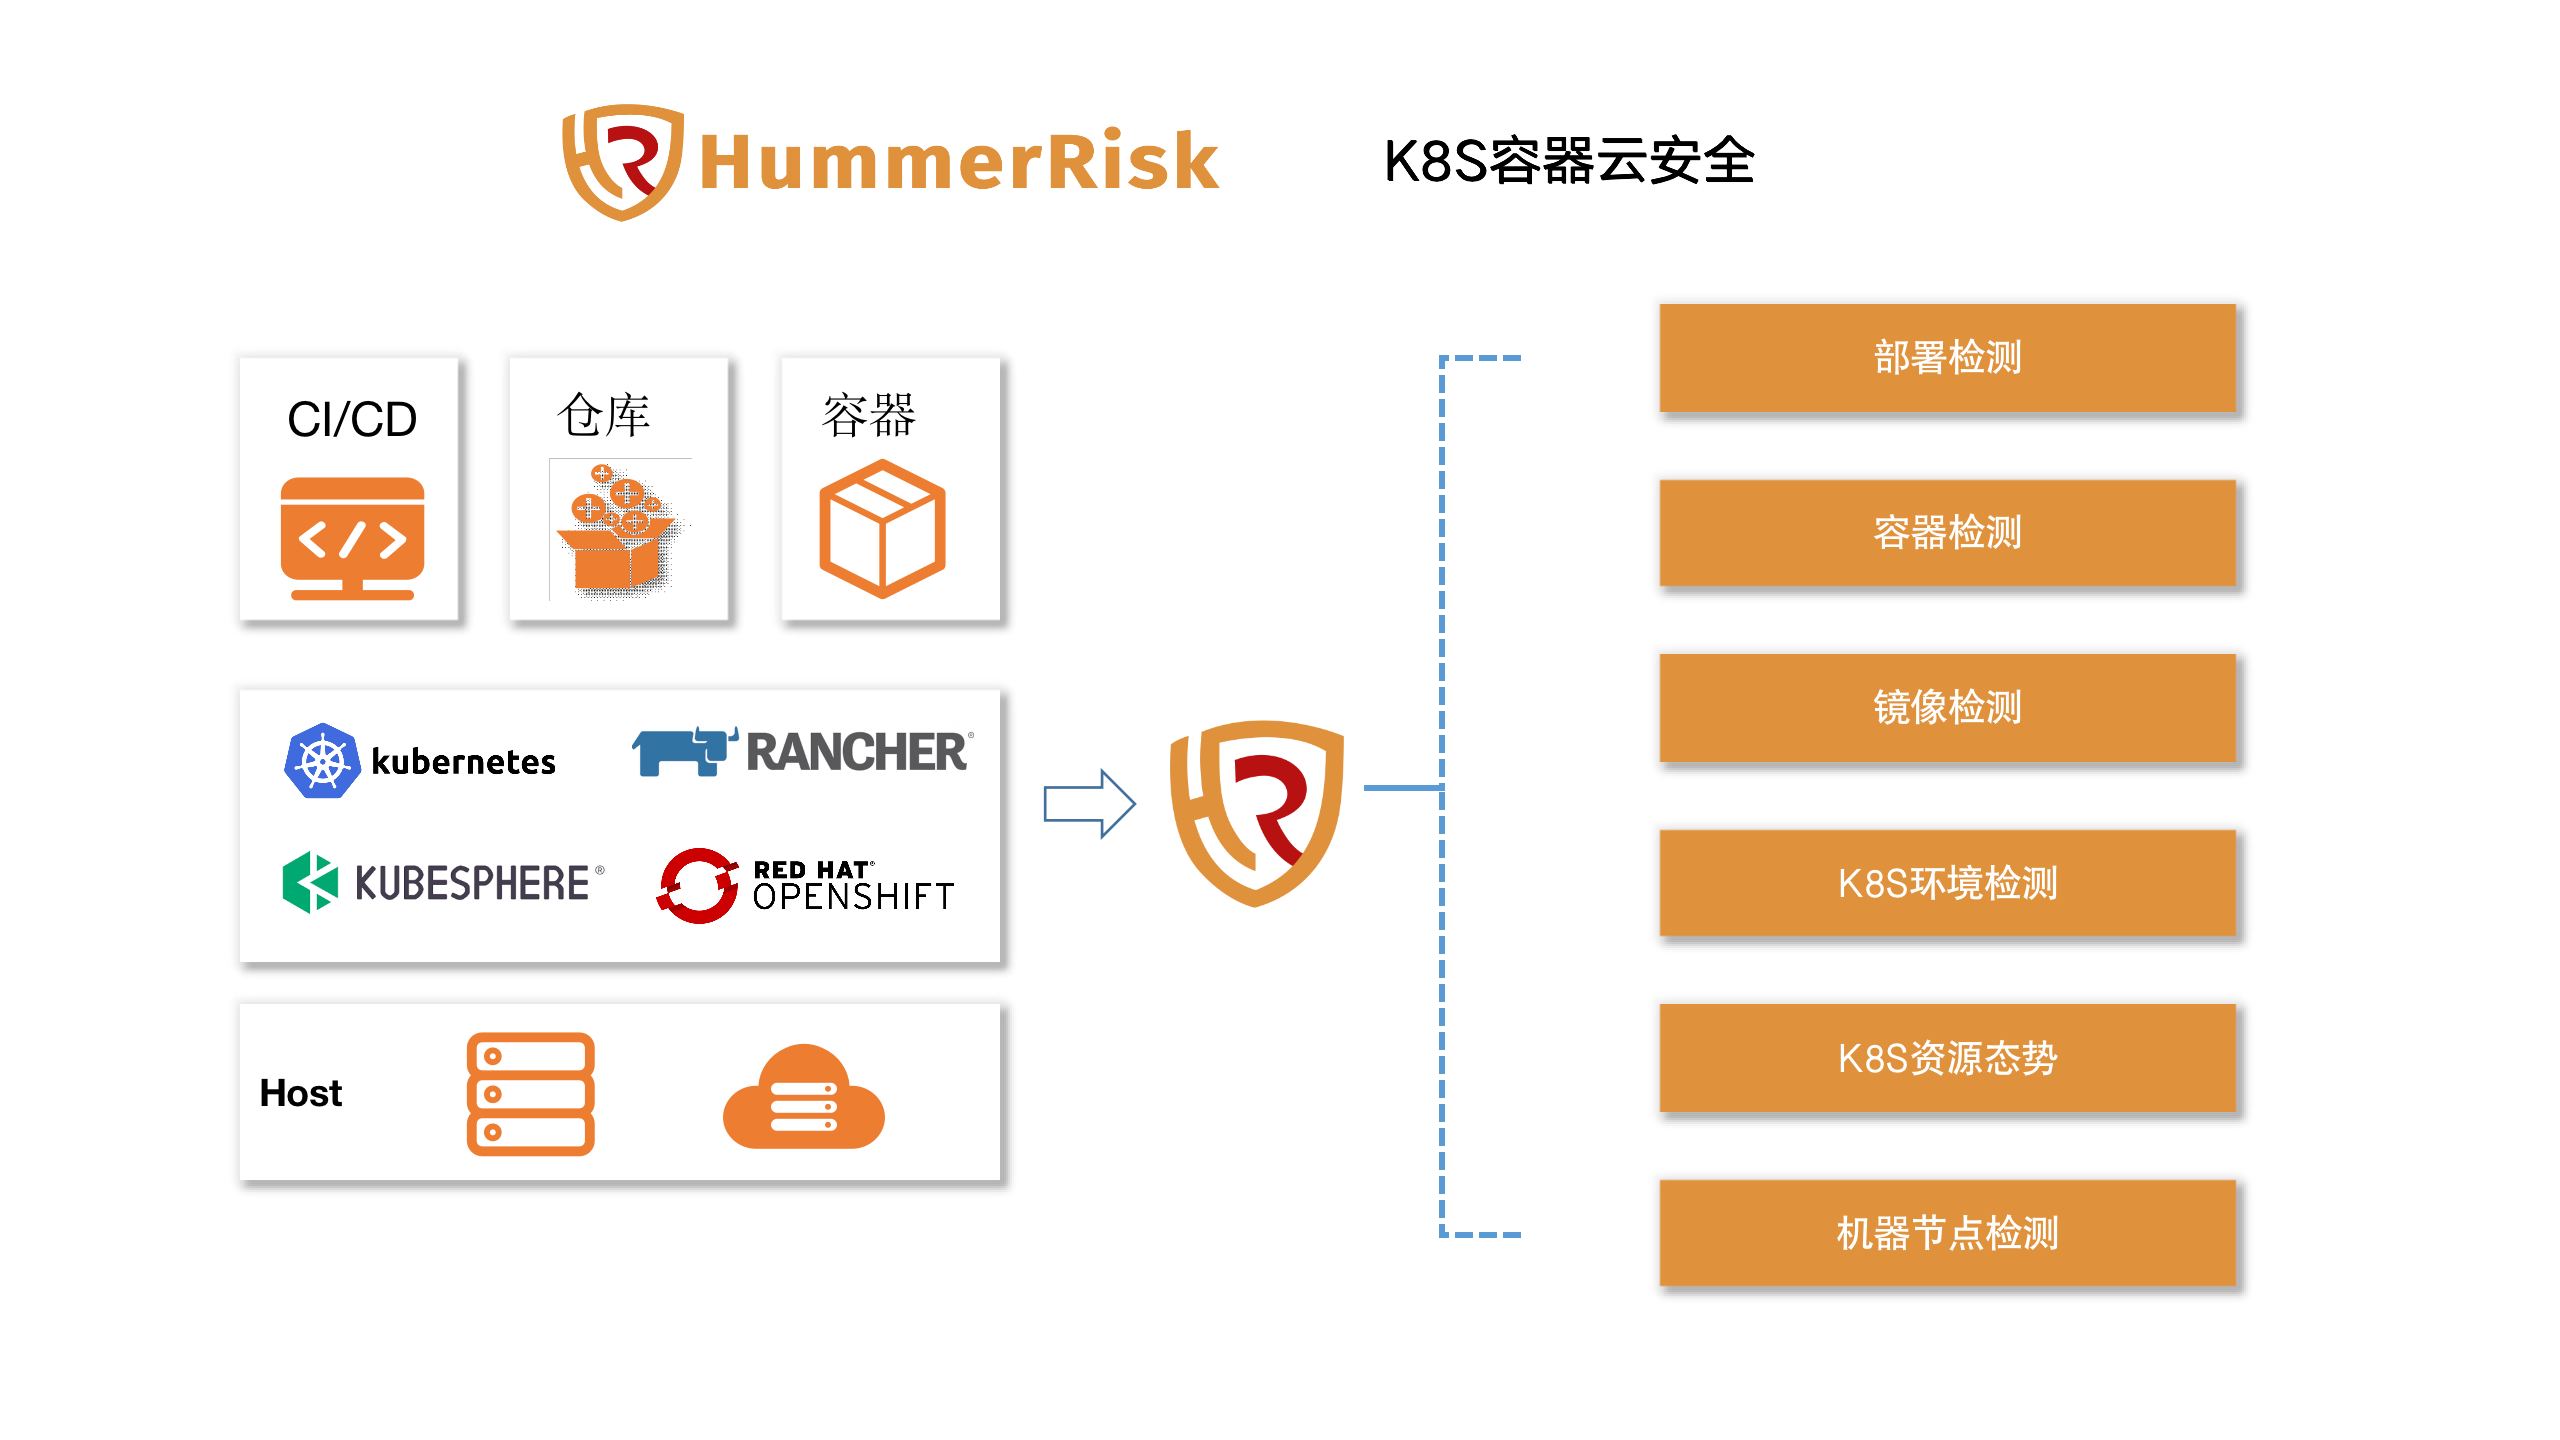 HummerRisk
K8S容器云安全
CI/CD
仓库
容器
kubernetes
RANCHER®
KUBESPHERE®
RED HAT®
OPENSHIFT
Host
部署检测
容器检测
镜像检测
K8S环境检测
K8S资源态势
机器节点检测